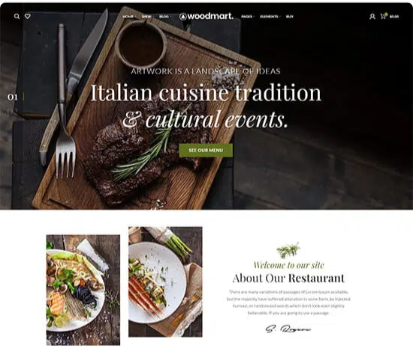 HOME SHOP BLOG woodmart. PAGES ELEMENTS BUY
ARTWORK IS A LANDSCAPE OF IDEAS
01
Italian cuisine tradition
& cultural events.
SEE OUR MENU
Welcome to our site
About Our Restaurant
There are many variations of passages of Lorem Ipsum available,
but the majority have suffered alteration in some form, by injected
humour, or randomised words which don't look even slightly
believable. If you are going to use a passage